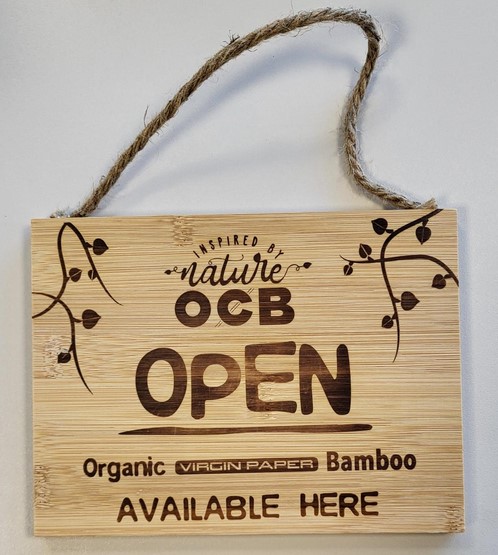 INSPIRED BY
nature
OCB
OPEN
Organic VIRGIN PAPER Bamboo
AVAILABLE HERE